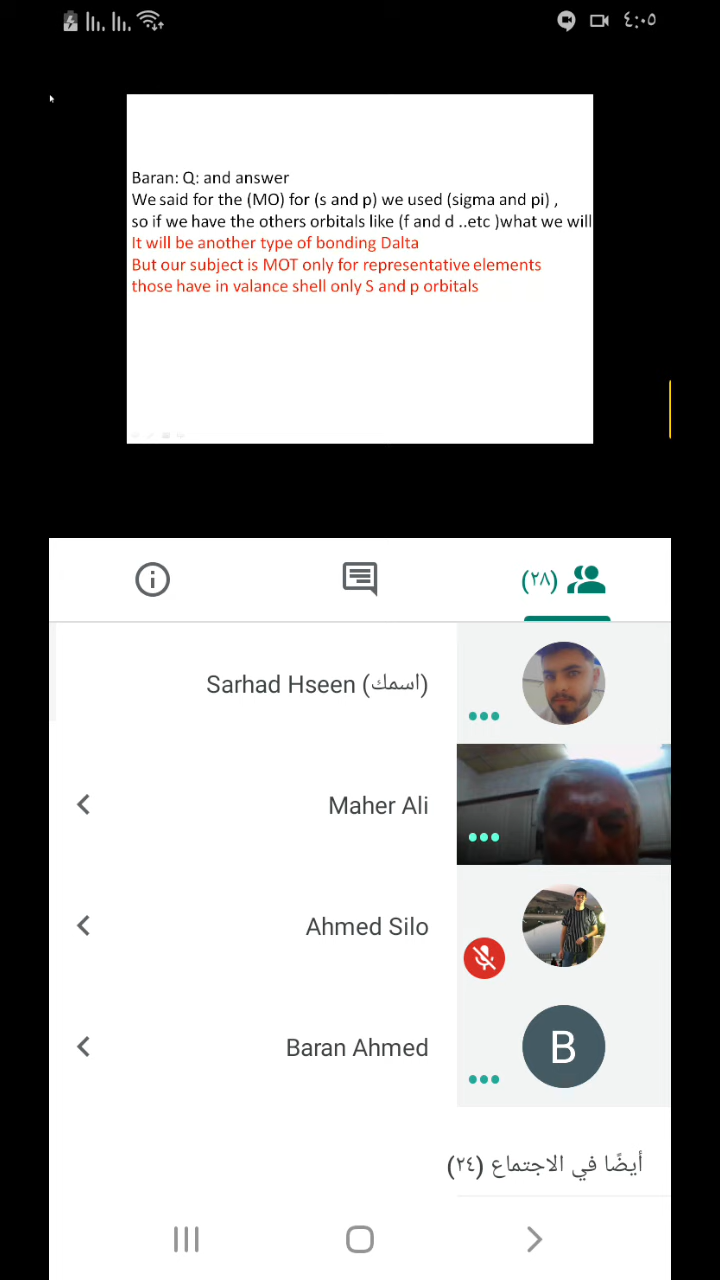 ٤:٠٥
Baran: Q: and answer
We said for the (MO) for (s and p) we used (sigma and pi) ,
so if we have the others orbitals like (f and d ..etc )what we will
It will be another type of bonding Dalta
But our subject is MOT only for representative elements
those have in valance shell only S and p orbitals
(٢٨)
Sarhad Hseen (اسمك)
Maher Ali
Ahmed Silo
Baran Ahmed
B
أيضًا في الاجتماع (٢٤)